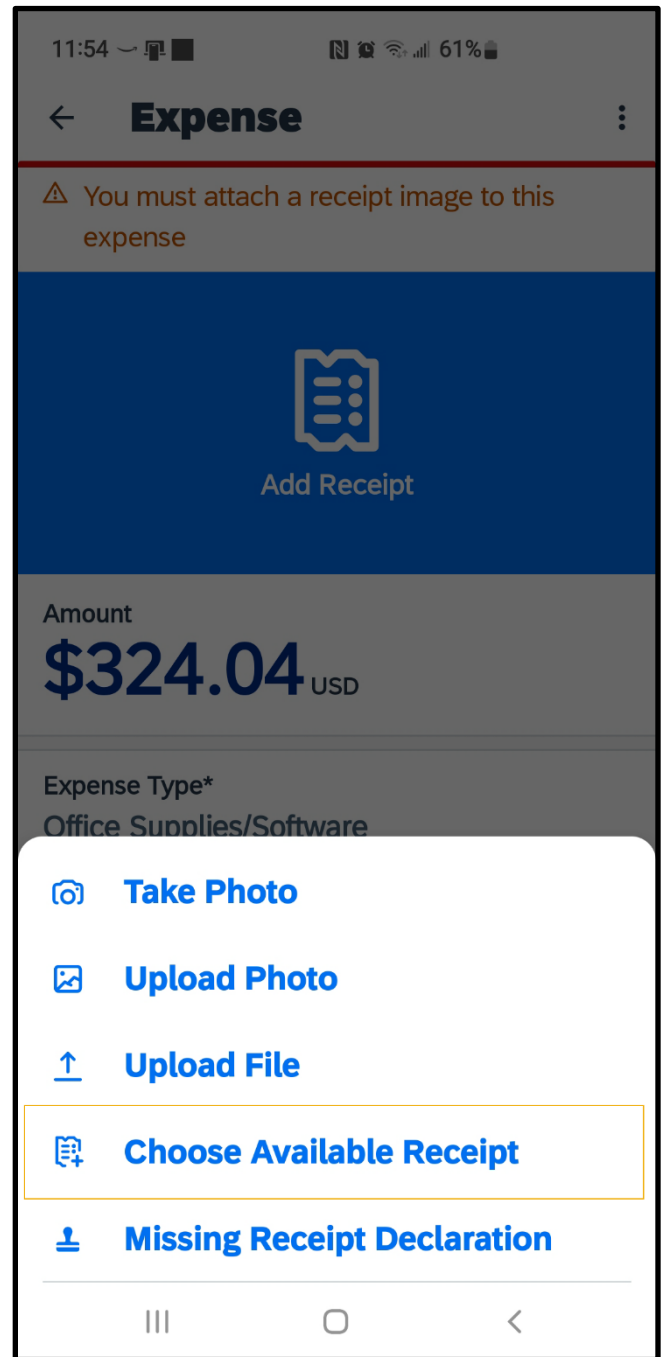 11:54 61%
Expense
You must attach a receipt image to this
expense
Add Receipt
Amount
$324.04 USD
Expense Type*
Office Supplies/Software
Take Photo
Upload Photo
Upload File
Choose Available Receipt
Missing Receipt Declaration